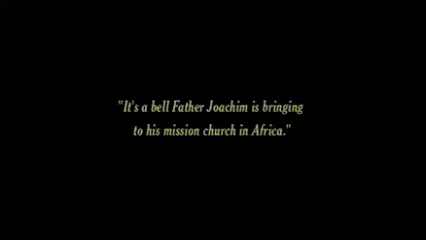 "It's a bell Father Joachim is bringing
to his mission church in Africa."